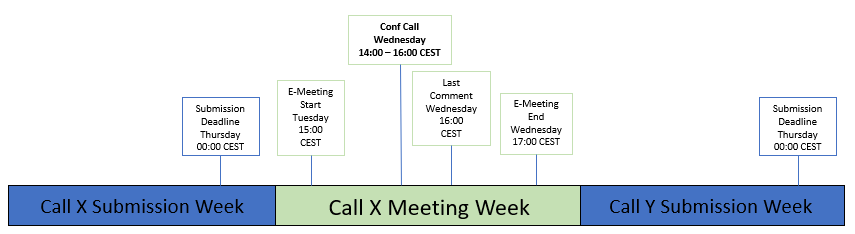 Conf Call
Wednesday
14:00 – 16:00 CEST
Submission
Deadline
Thursday
00:00 CEST
E-Meeting
Start
Tuesday
15:00
CEST
Last
Comment
Wednesday
16:00
CEST
E-Meeting
End
Wednesday
17:00 CEST
Submission
Deadline
Thursday
00:00 CEST
Call X Submission Week
Call X Meeting Week
Call Y Submission Week